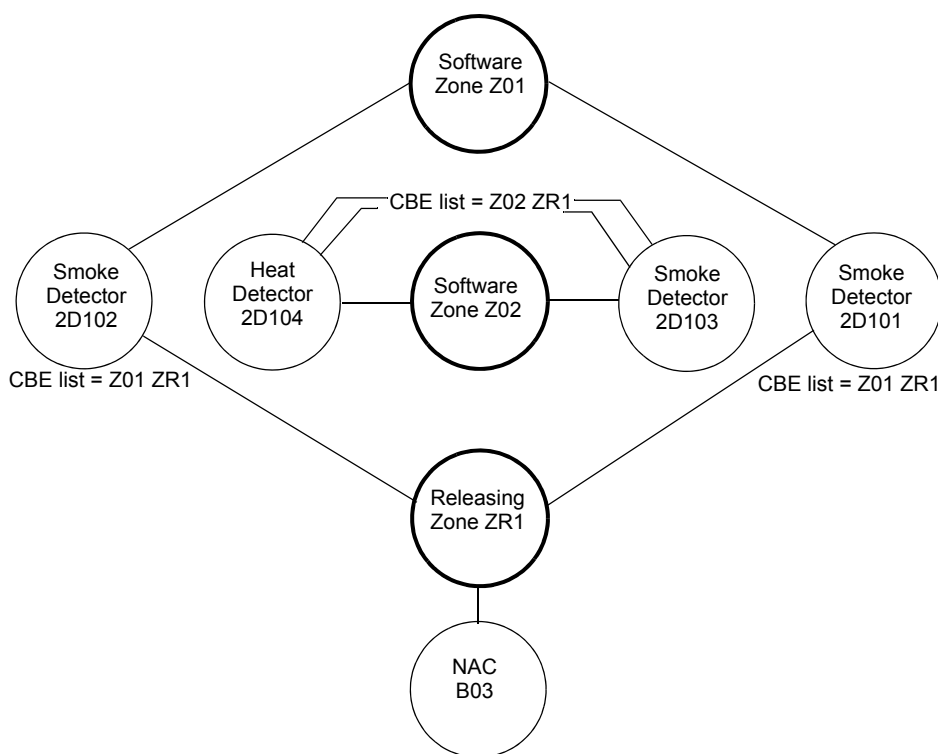 Software
Zone Z01
CBE list = Z02 ZR1
Smoke
Detector
2D102
Heat
Detector
2D104
Software
Zone Z02
Smoke
Detector
2D103
Smoke
Detector
2D101
CBE list = Z01 ZR1
CBE list = Z01 ZR1
Releasing
Zone ZR1
NAC
B03